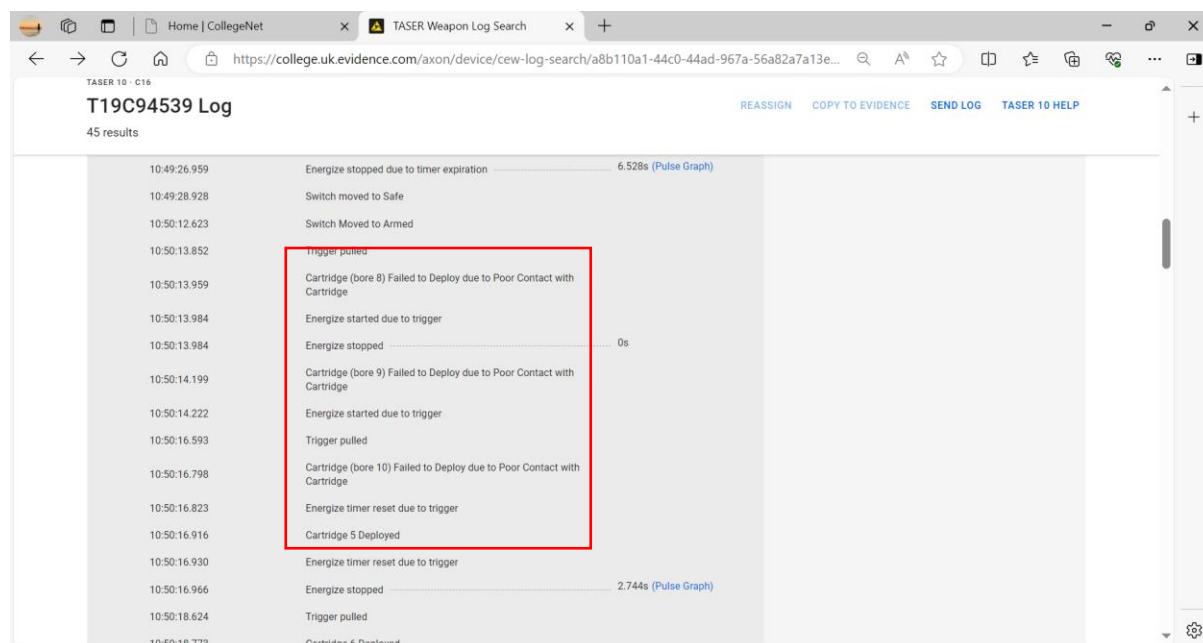 Home | CollegeNet
TASER Weapon Log Search
https://college.uk.evidence.com/axon/device/cew-log-search/a8b110a1-44c0-44ad-967a-56a82a7a13e...
TASER 10 · C16
T19C94539 Log
REASSIGN COPY TO EVIDENCE SEND LOG TASER 10 HELP
45 results
10:49:26.959 Energize stopped due to timer expiration 6.528s (Pulse Graph)
10:49:28.928 Switch moved to Safe
10:50:12.623 Switch Moved to Armed
10:50:13.852 Trigger pulled
10:50:13.959 Cartridge (bore 8) Failed to Deploy due to Poor Contact with
Cartridge
10:50:13.984 Energize started due to trigger
10:50:13.984 Energize stopped 0s
10:50:14.199 Cartridge (bore 9) Failed to Deploy due to Poor Contact with
Cartridge
10:50:14.222 Energize started due to trigger
10:50:16.593 Trigger pulled
10:50:16.798 Cartridge (bore 10) Failed to Deploy due to Poor Contact with
Cartridge
10:50:16.823 Energize timer reset due to trigger
10:50:16.916 Cartridge 5 Deployed
10:50:16.930 Energize timer reset due to trigger
10:50:16.966 Energize stopped 2.744s (Pulse Graph)
10:50:18.624 Trigger pulled
10:50:18.773 Cartridge 6 Deployed